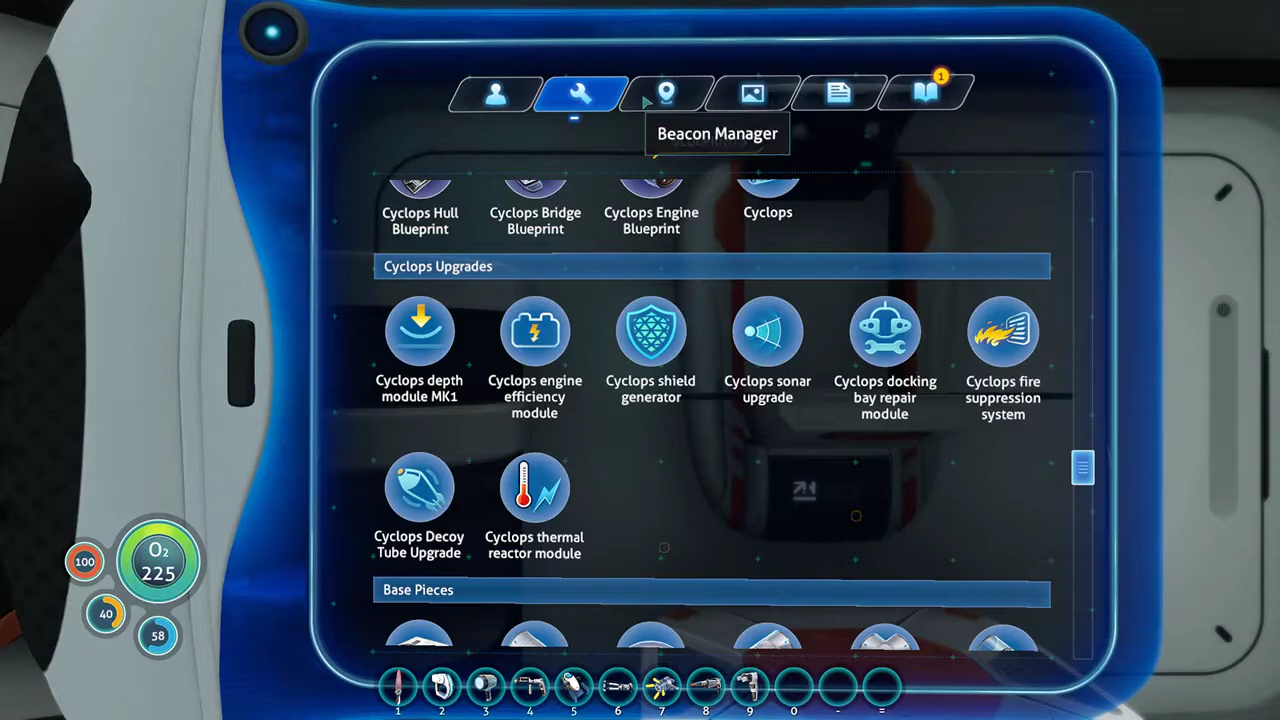 1
Beacon Manager
Cyclops Hull
Blueprint
Cyclops Bridge
Blueprint
Cyclops Engine
Blueprint
Cyclops
Cyclops Upgrades
Cyclops depth
module MK1
Cyclops engine
efficiency
module
Cyclops shield
generator
Cyclops sonar
upgrade
Cyclops docking
bay repair
module
Cyclops fire
suppression
system
Cyclops Decoy
Tube Upgrade
Cyclops thermal
reactor module
Base Pieces
100
O2
225
40
58
1 2 3 4 5 6 7 8 9 0 - =